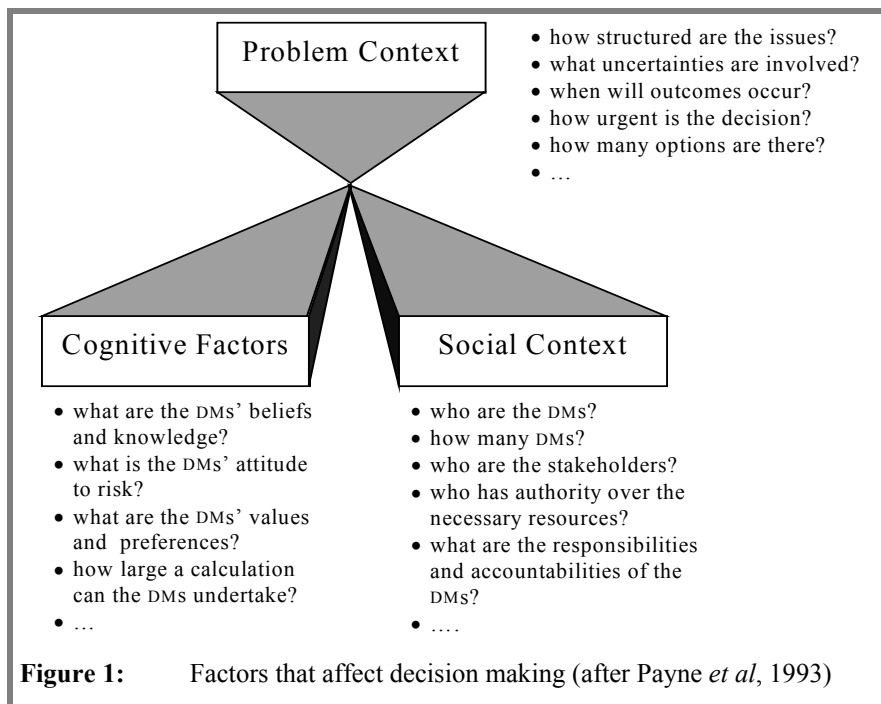 Problem Context
• how structured are the issues?
• what uncertainties are involved?
• when will outcomes occur?
• how urgent is the decision?
• how many options are there?
• …
Cognitive Factors
• what are the DMs’ beliefs
and knowledge?
• what is the DMs’ attitude
to risk?
• what are the DMs’ values
and preferences?
• how large a calculation
can the DMs undertake?
• …
Social Context
• who are the DMs?
• how many DMs?
• who are the stakeholders?
• who has authority over the
necessary resources?
• what are the responsibilities
and accountabilities of the
DMs?
• ….
Figure 1: Factors that affect decision making (after Payne et al, 1993)